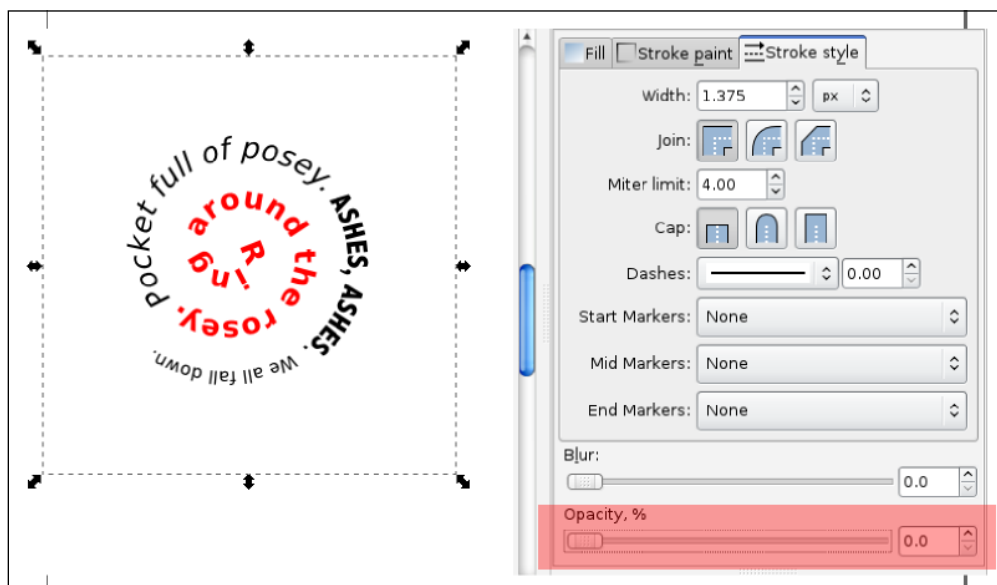 Ring around the rosey. Pocket full of posey. ASHES, ASHES. We all fall down.
Fill Stroke paint Stroke style
Width: 1.375 px
Join:
Miter limit: 4.00
Cap:
Dashes: 0.00
Start Markers: None
Mid Markers: None
End Markers: None
Blur:
0.0
Opacity, %
0.0